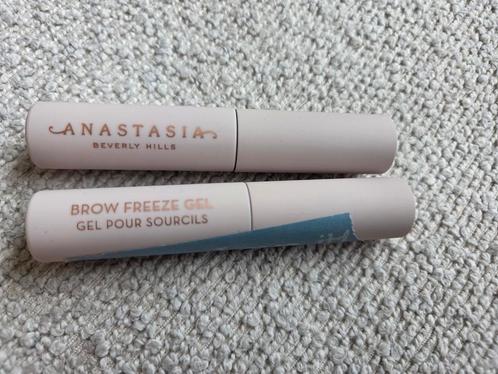 ANASTASIA
BEVERLY HILLS
BROW FREEZE GEL
GEL POUR SOURCILS